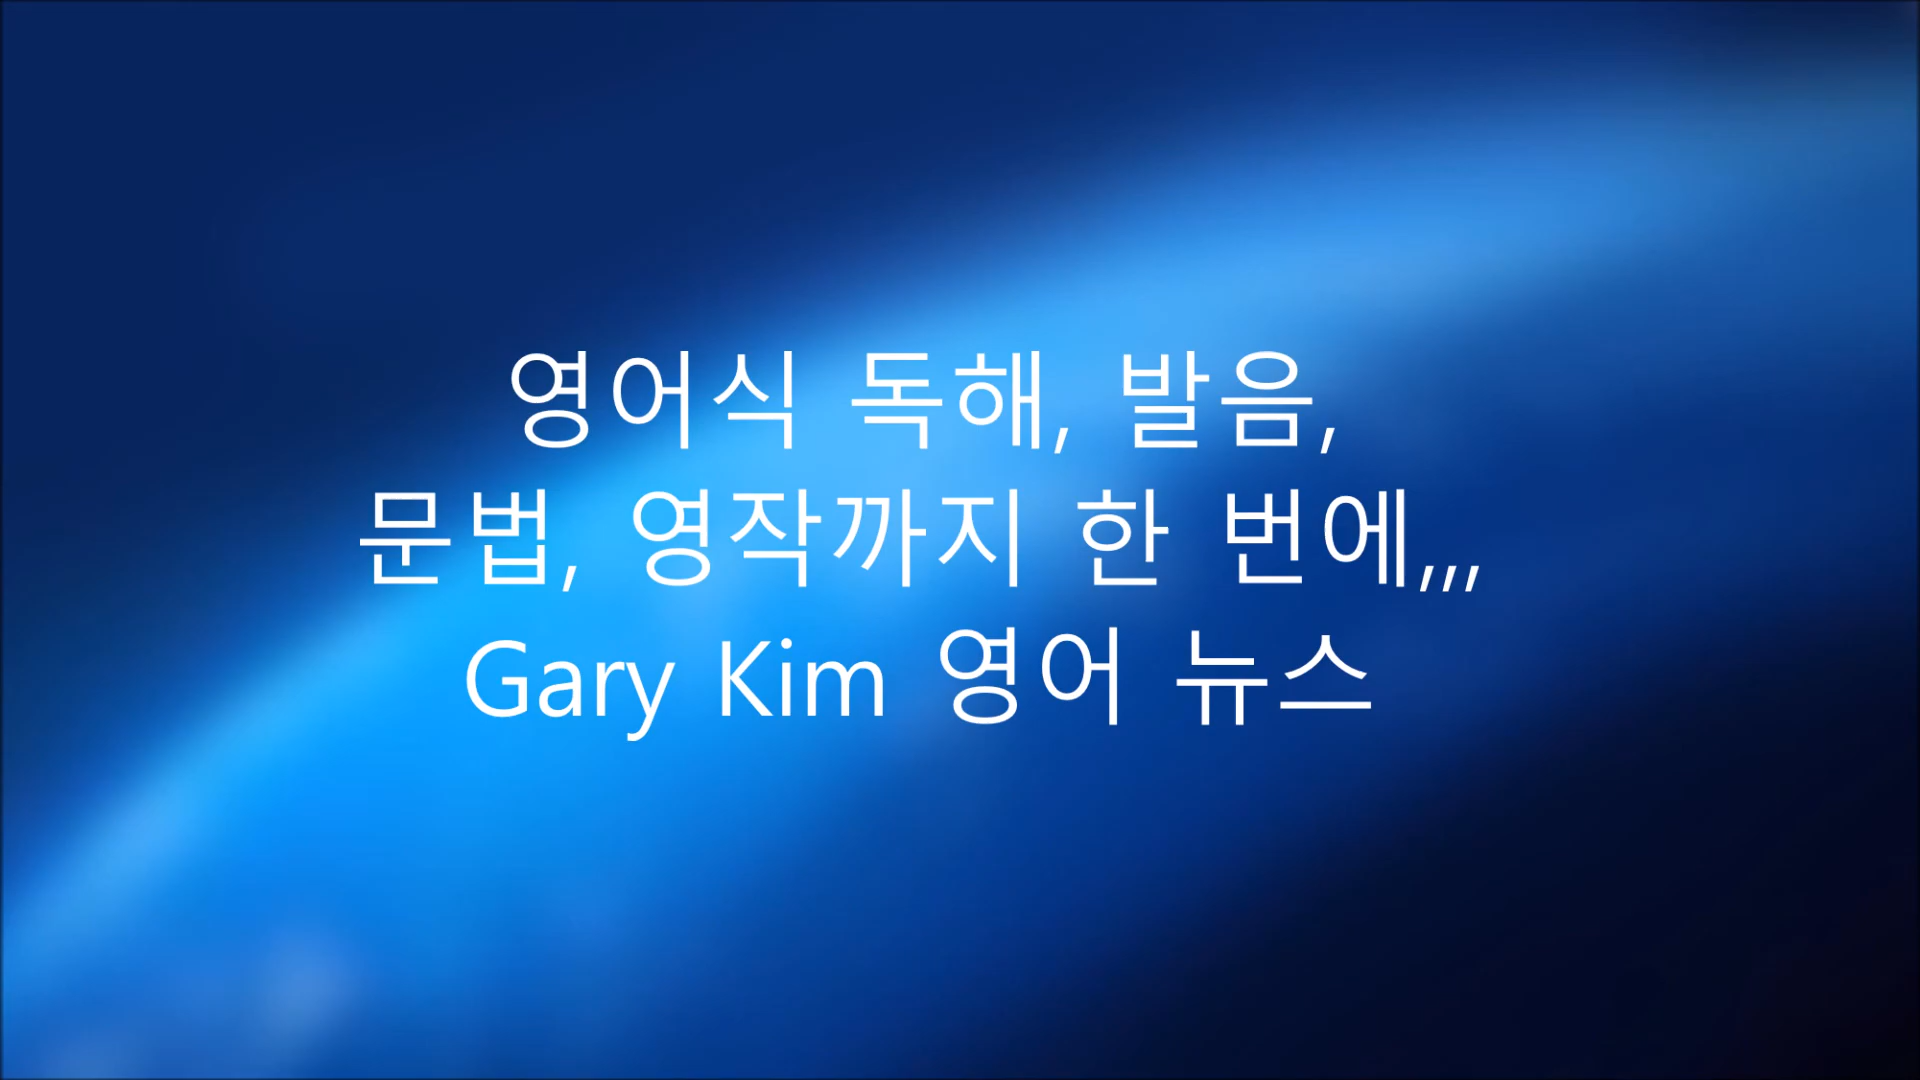 영어식 독해, 발음,
문법, 영작까지 한 번에,,,
Gary Kim 영어 뉴스